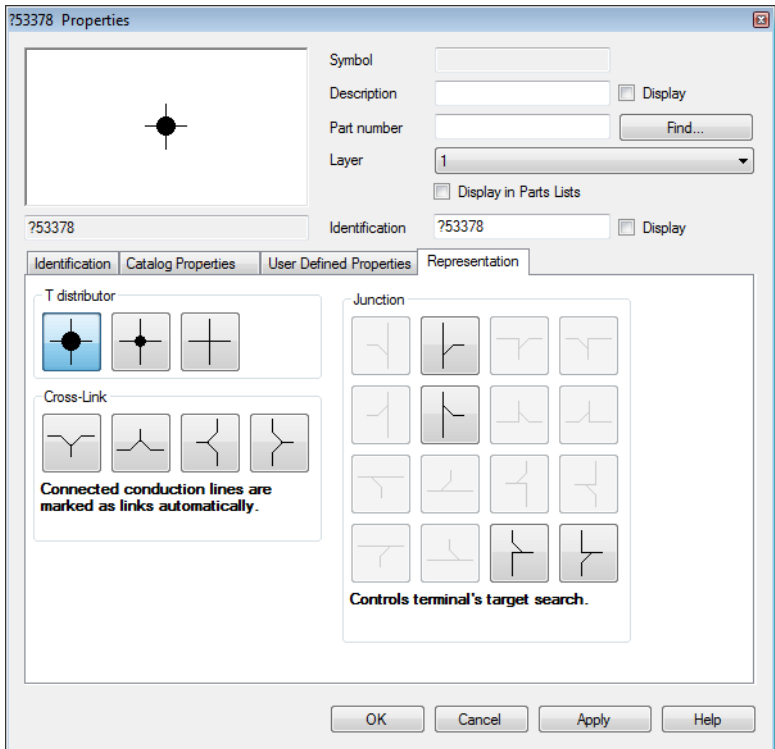 ?53378 Properties
Symbol
Description
Display
Part number
Find...
Layer
1
Display in Parts Lists
?53378
Identification
?53378
Display
Identification
Catalog Properties
User Defined Properties
Representation
T distributor
Junction
Cross-Link
Connected conduction lines are
marked as links automatically.
Controls terminal's target search.
OK
Cancel
Apply
Help